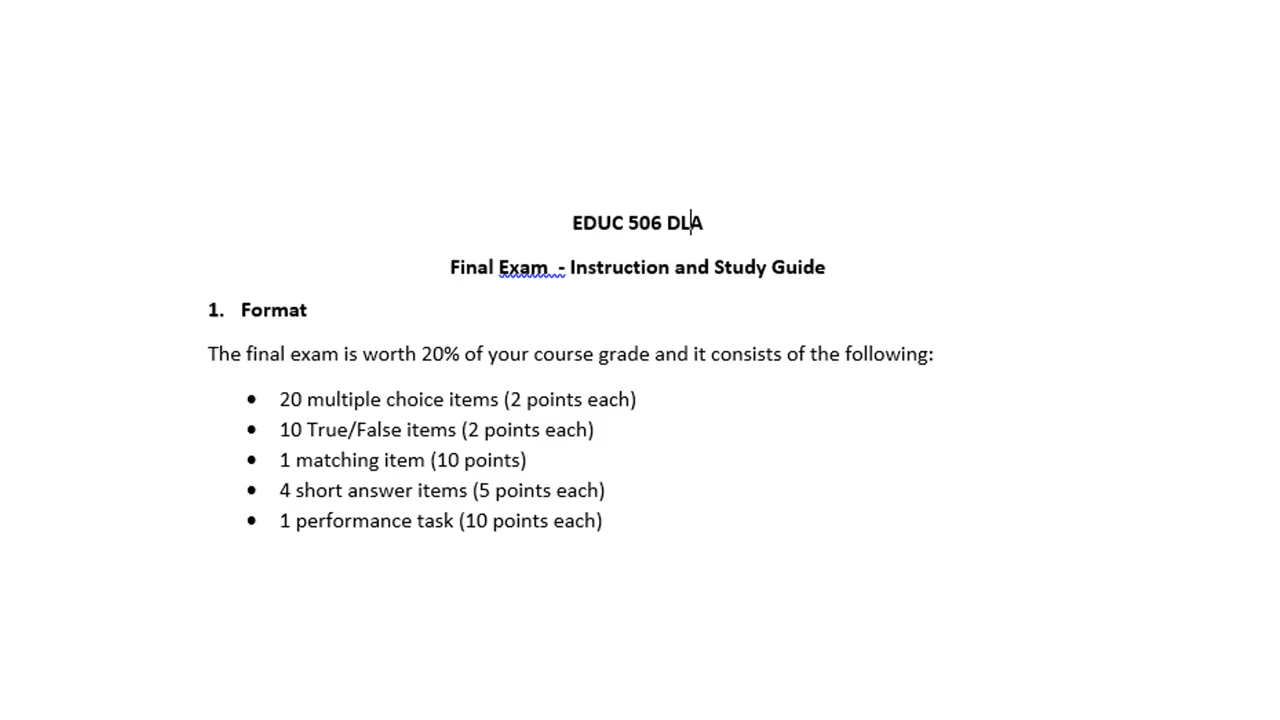 EDUC 506 DLA
Final Exam  - Instruction and Study Guide
1. Format
The final exam is worth 20% of your course grade and it consists of the following:
• 20 multiple choice items (2 points each)
• 10 True/False items (2 points each)
• 1 matching item (10 points)
• 4 short answer items (5 points each)
• 1 performance task (10 points each)